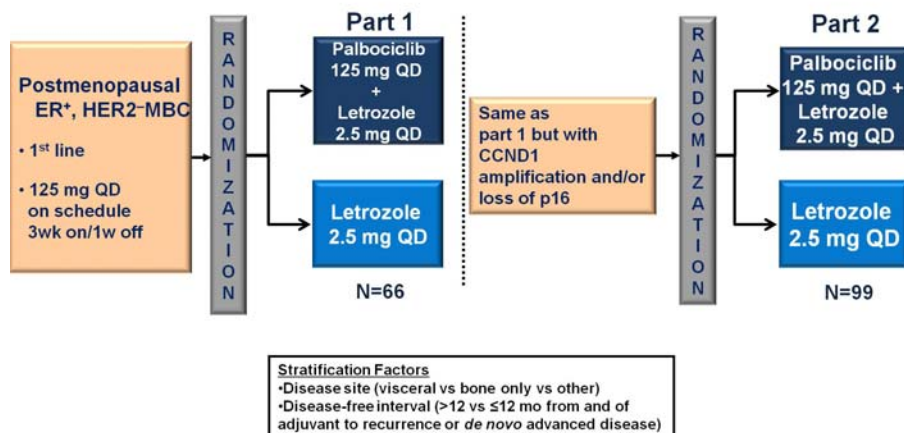 Part 1
Part 2
RANDOMIZATION
Postmenopausal
ER⁺, HER2⁻MBC
• 1st line
• 125 mg QD
on schedule
3wk on/1w off
Palbociclib
125 mg QD
+
Letrozole
2.5 mg QD
Letrozole
2.5 mg QD
N=66
Same as
part 1 but with
CCND1
amplification and/or
loss of p16
RANDOMIZATION
Palbociclib
125 mg QD +
Letrozole
2.5 mg QD
Letrozole
2.5 mg QD
N=99
Stratification Factors
•Disease site (visceral vs bone only vs other)
•Disease-free interval (>12 vs ≤12 mo from and of
adjuvant to recurrence or de novo advanced disease)